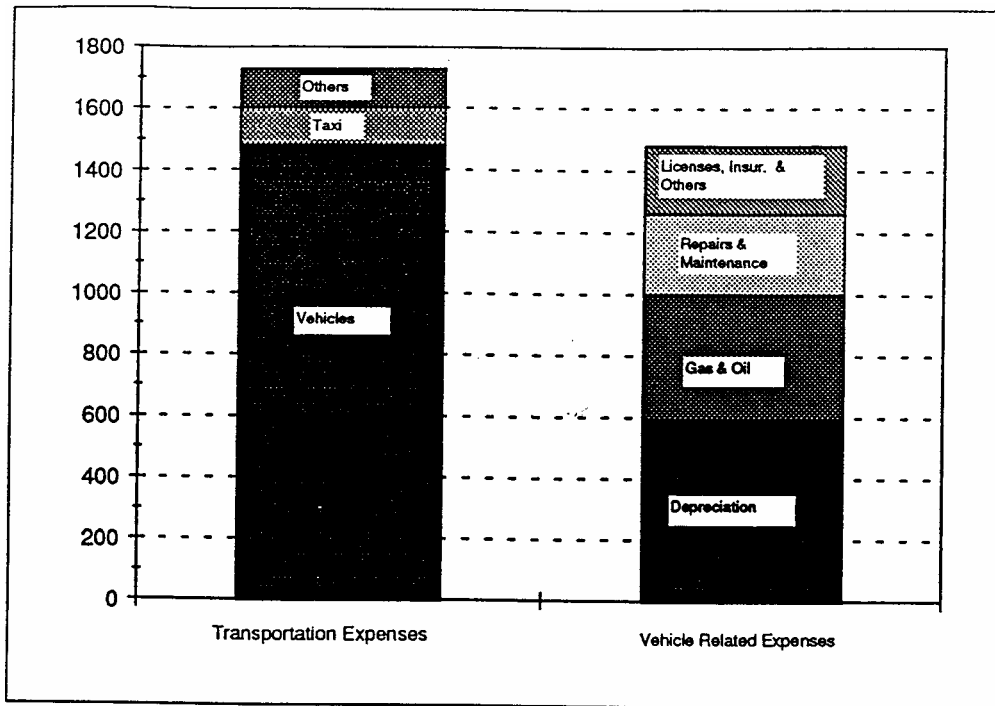 1800
1600
1400
1200
1000
800
600
400
200
0
Others
Taxi
Vehicles
Transportation Expenses
Licenses, Insur. &
Others
Repairs &
Maintenance
Gas & Oil
Depreciation
Vehicle Related Expenses